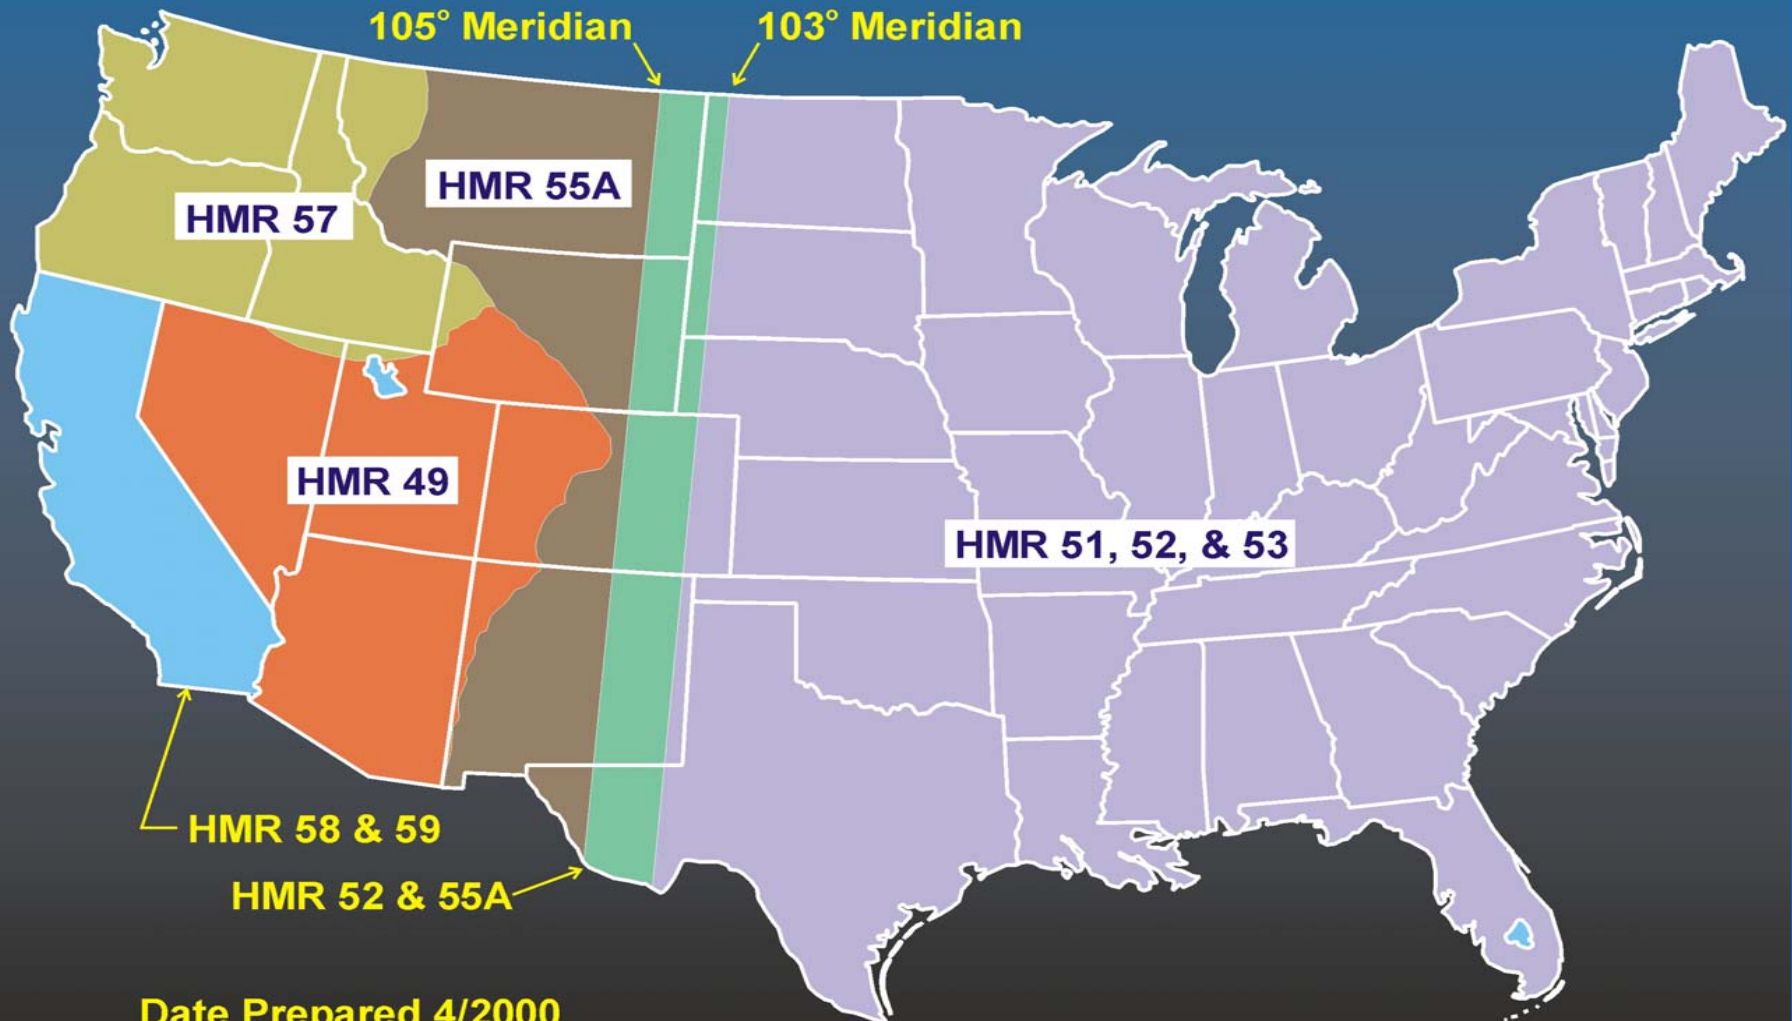 105° Meridian
103° Meridian
HMR 55A
HMR 57
HMR 49
HMR 51, 52, & 53
HMR 58 & 59
HMR 52 & 55A
Date Prepared 4/2000